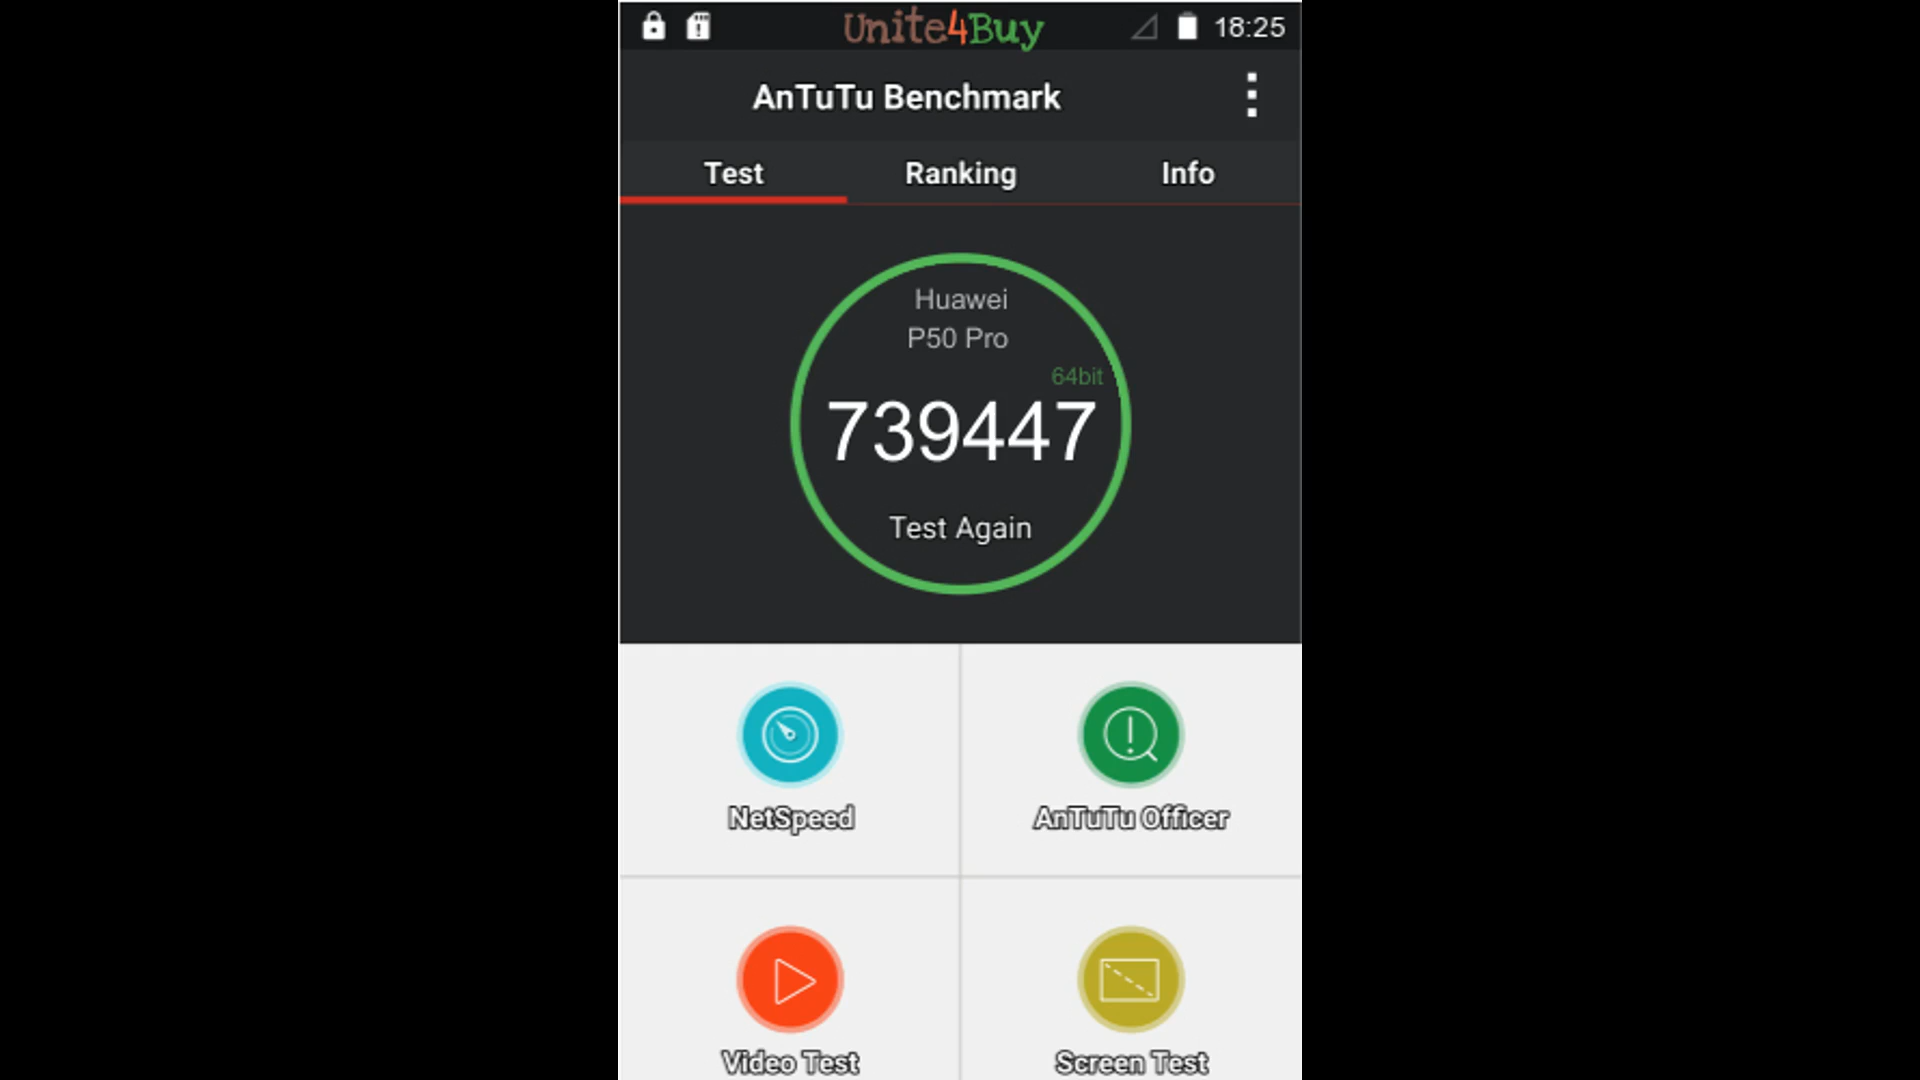 Unite4Buy
18:25
AnTuTu Benchmark
Test
Ranking
Info
Huawei
P50 Pro
64bit
739447
Test Again
NetSpeed
AnTuTu Officer
Video Test
Screen Test